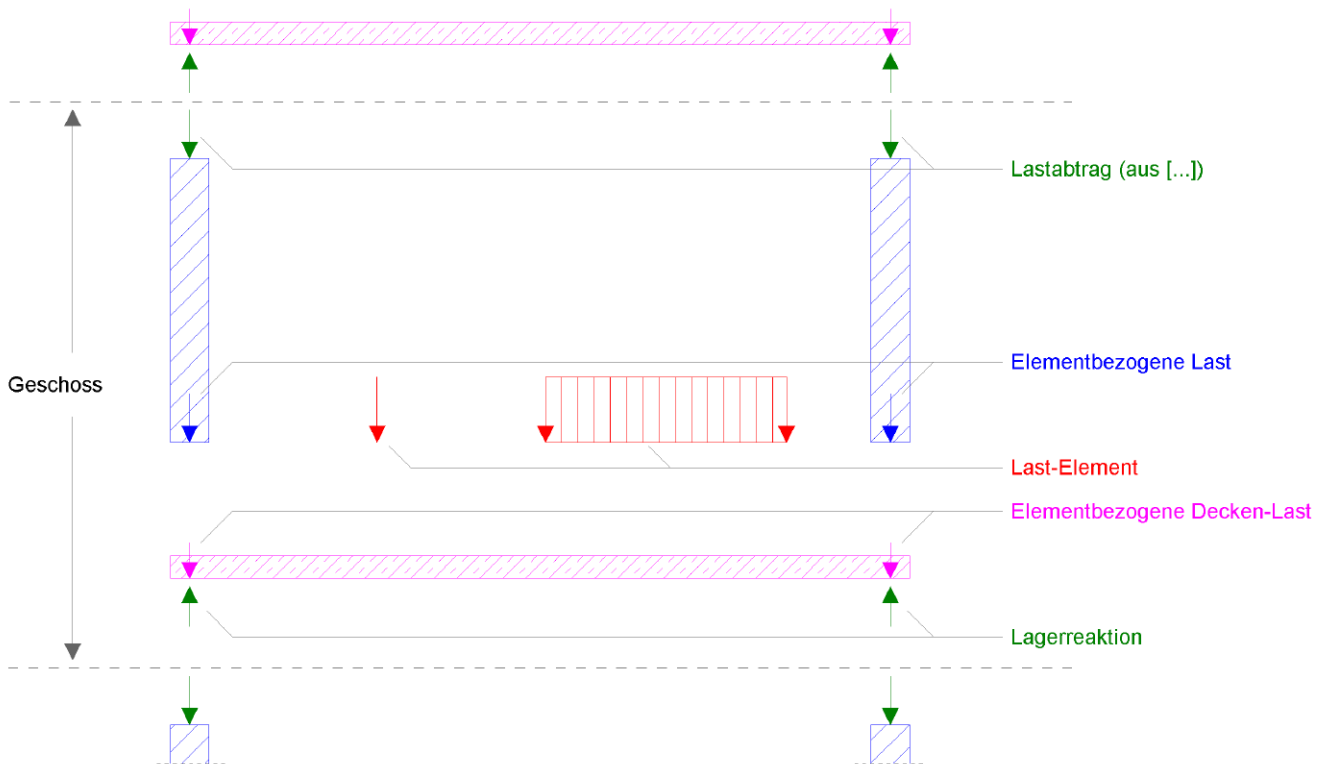 Lastabtrag (aus [...])
Elementbezogene Last
Geschoss
Last-Element
Elementbezogene Decken-Last
Lagerreaktion